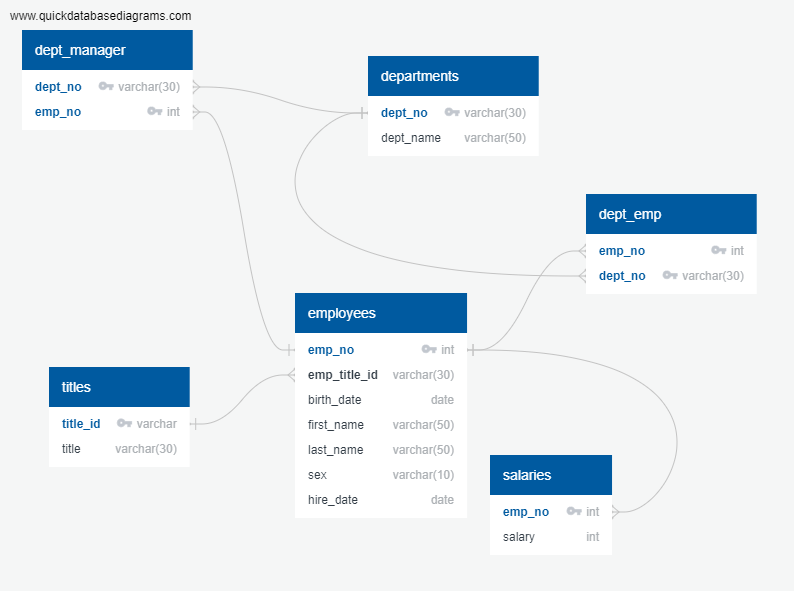 www.quickdatabasediagrams.com
dept_manager
dept_no varchar(30)
emp_no int
departments
dept_no varchar(30)
dept_name varchar(50)
dept_emp
emp_no int
dept_no varchar(30)
employees
emp_no int
emp_title_id varchar(30)
birth_date date
first_name varchar(50)
last_name varchar(50)
sex varchar(10)
hire_date date
titles
title_id varchar
title varchar(30)
salaries
emp_no int
salary int